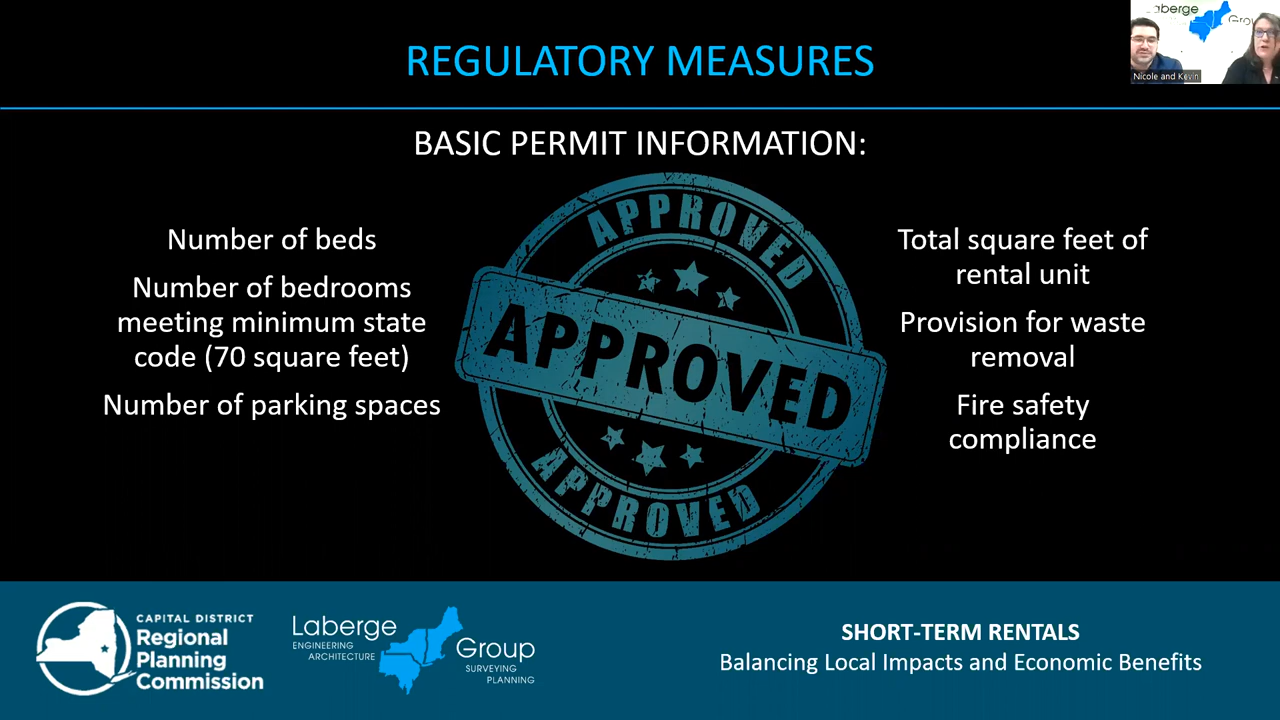 REGULATORY MEASURES
Laberge
Group
Nicole and Kevin
BASIC PERMIT INFORMATION:
Number of beds
Number of bedrooms
meeting minimum state
code (70 square feet)
Number of parking spaces
APPROVED
APPROVED
APPROVED
Total square feet of
rental unit
Provision for waste
removal
Fire safety
compliance
CAPITAL DISTRICT
Regional
Planning
Commission
Laberge
ENGINEERING
ARCHITECTURE
Group
SURVEYING
PLANNING
SHORT-TERM RENTALS
Balancing Local Impacts and Economic Benefits